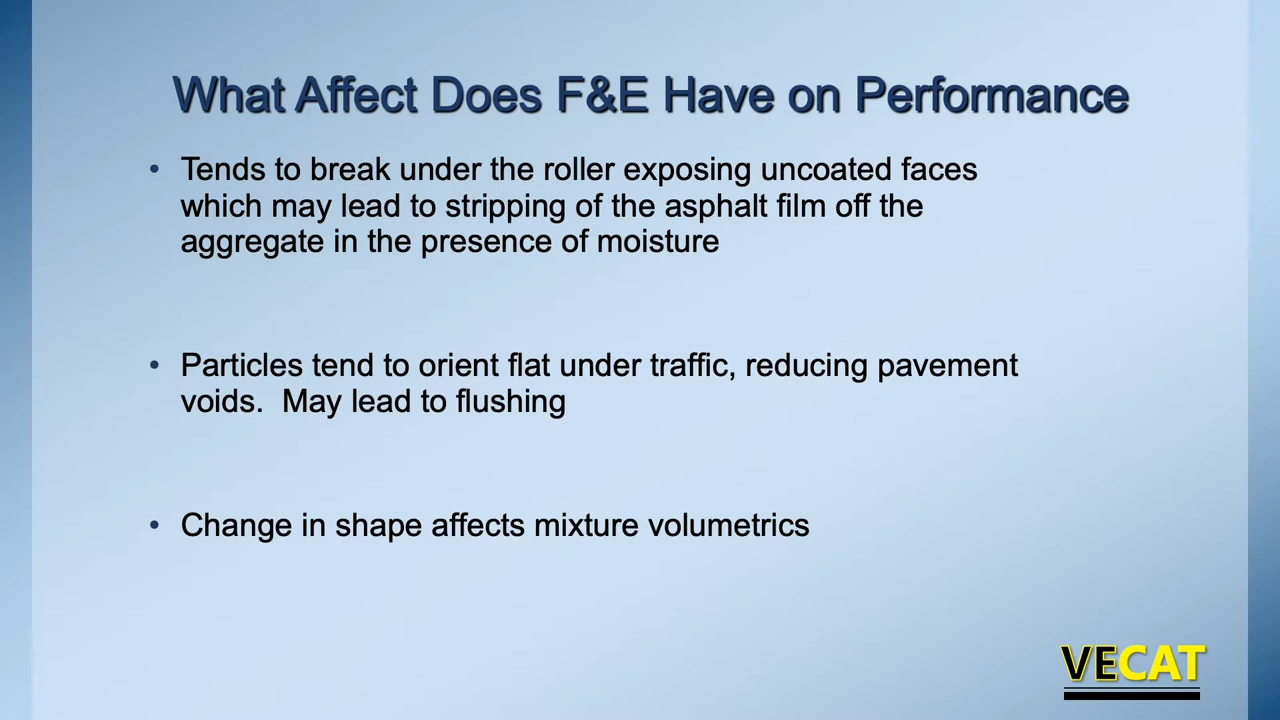 What Affect Does F&E Have on Performance
• Tends to break under the roller exposing uncoated faces
which may lead to stripping of the asphalt film off the
aggregate in the presence of moisture
• Particles tend to orient flat under traffic, reducing pavement
voids.  May lead to flushing
• Change in shape affects mixture volumetrics
VECAT